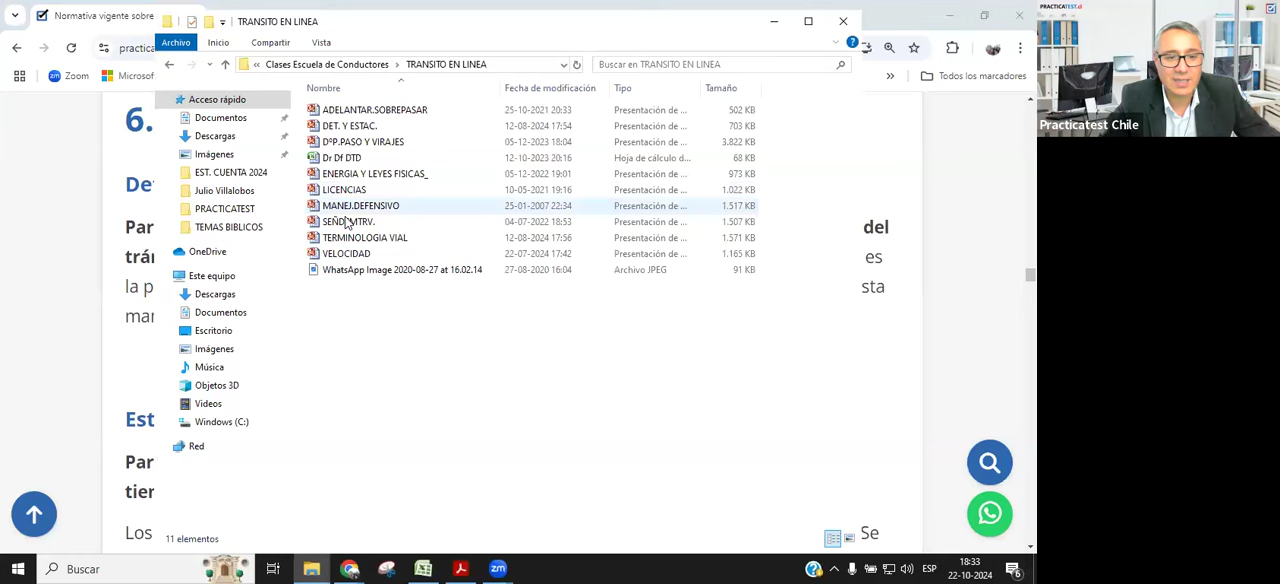 Normativa vigente sobre
TRANSITO EN LINEA
Archivo
Inicio
Compartir
Vista
practica
Clases Escuela de Conductores
TRANSITO EN LINEA
Buscar en TRANSITO EN LINEA
Zoom
Microsof
Todos los marcadores
Nombre
Fecha de modificación
Tipo
Tamaño
Acceso rápido
Documentos
Descargas
Imágenes
EST. CUENTA 2024
Julio Villalobos
PRACTICATEST
TEMAS BIBLICOS
OneDrive
Este equipo
Descargas
Documentos
Escritorio
Imágenes
Música
Objetos 3D
Videos
Windows (C:)
Red
ADELANTAR.SOBREPASAR 25-10-2021 20:33 Presentación de ... 502 KB
DET. Y ESTAC. 12-08-2024 17:54 Presentación de ... 703 KB
DºP.PASO Y VIRAJES 05-12-2023 18:04 Presentación de ... 3.822 KB
Dr Df DTD 12-10-2023 20:16 Hoja de cálculo d... 68 KB
ENERGIA Y LEYES FISICAS_ 05-12-2022 19:01 Presentación de ... 973 KB
LICENCIAS 10-05-2021 19:16 Presentación de ... 1.022 KB
MANEJ.DEFENSIVO 25-01-2007 22:34 Presentación de ... 1.517 KB
MTRV. 04-07-2022 18:53 Presentación de ... 1.507 KB
TERMINOLOGIA VIAL 12-08-2024 17:56 Presentación de ... 1.571 KB
VELOCIDAD 22-07-2024 17:42 Presentación de ... 1.165 KB
WhatsApp Image 2020-08-27 at 16.02.14 27-08-2020 16:04 Archivo JPEG 91 KB
11 elementos
6.
De
Par
del
trán
es
la p
sta
mar
Est
Par
tien
Los
Se
PRACTICATEST.cl
Practicatest Chile
Buscar
ESP
18:33
22-10-2024
6